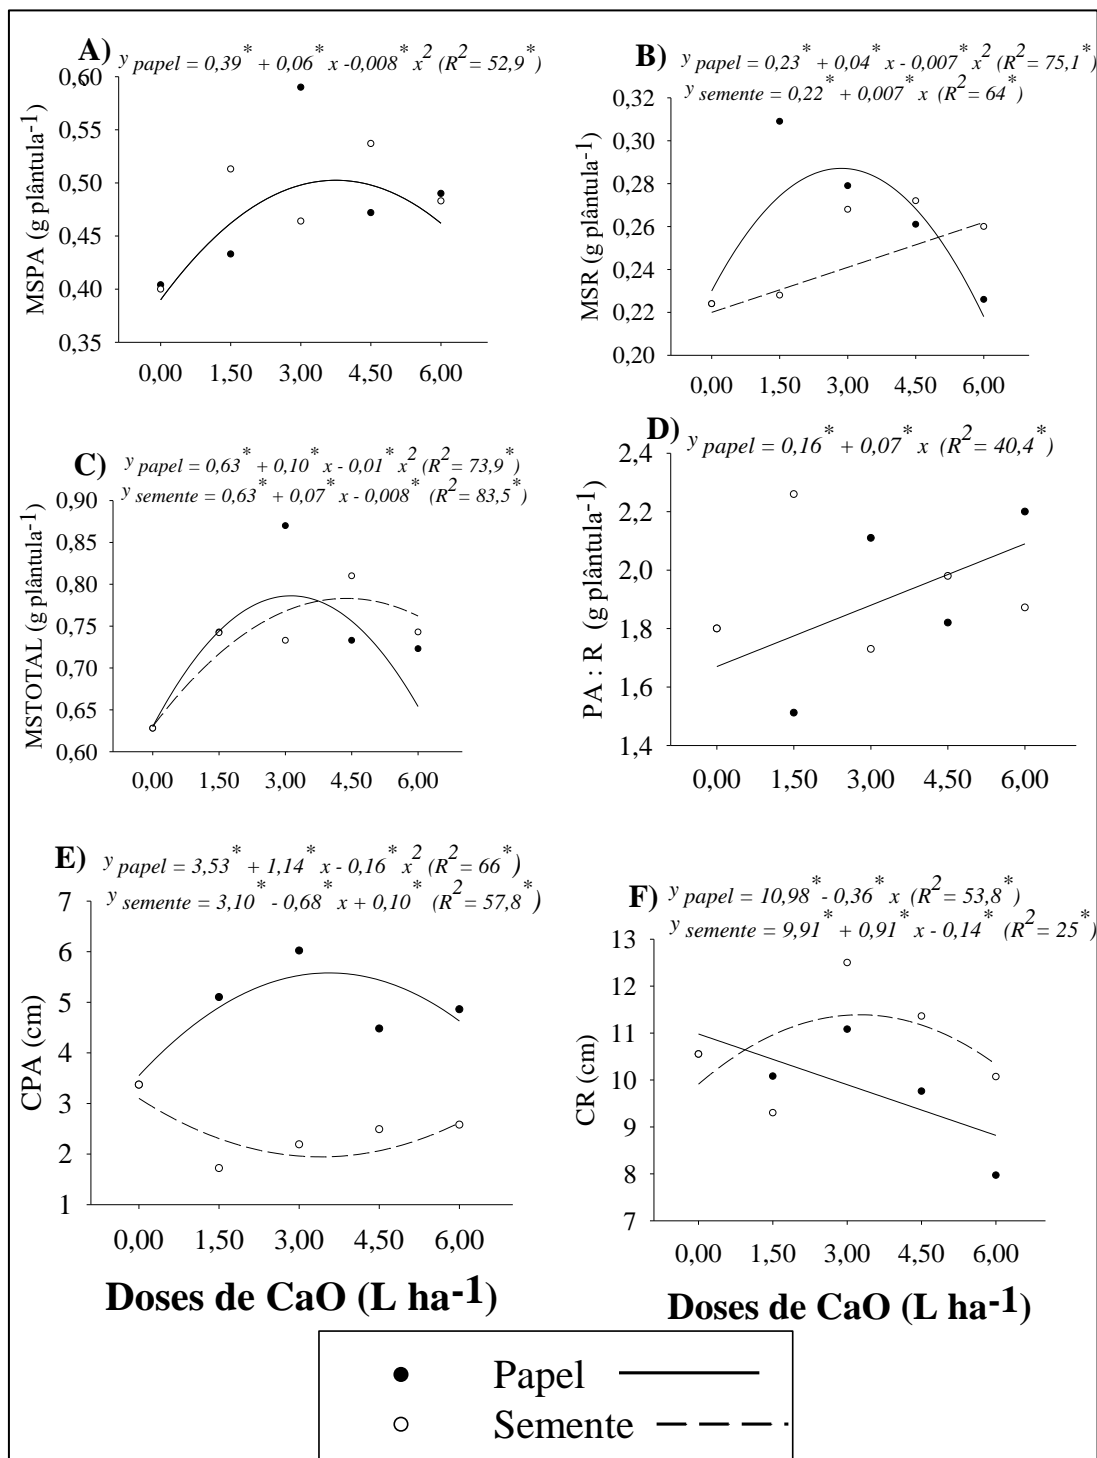 A) y papel = 0,39* + 0,06* x -0,008* x² (R² = 52,9*)
0,60
0,55
0,50
0,45
0,40
0,35
MSPA (g plântula-1)
0,00 1,50 3,00 4,50 6,00
B) y papel = 0,23* + 0,04* x - 0,007* x² (R² = 75,1*)
y semente = 0,22* + 0,007* x (R² = 64*)
0,32
0,30
0,28
0,26
0,24
0,22
0,20
MSR (g plântula-1)
0,00 1,50 3,00 4,50 6,00
C) y papel = 0,63* + 0,10* x - 0,01* x² (R² = 73,9*)
y semente = 0,63* + 0,07* x - 0,008* (R² = 83,5*)
0,90
0,85
0,80
0,75
0,70
0,65
0,60
MSTOTAL (g plântula-1)
0,00 1,50 3,00 4,50 6,00
D) y papel = 0,16* + 0,07* x (R² = 40,4*)
2,4
2,2
2,0
1,8
1,6
1,4
PA : R (g plântula-1)
0,00 1,50 3,00 4,50 6,00
E) y papel = 3,53* + 1,14* x - 0,16* x² (R² = 66*)
y semente = 3,10* - 0,68* x + 0,10* (R² = 57,8*)
7
6
5
4
3
2
1
CPA (cm)
0,00 1,50 3,00 4,50 6,00
Doses de CaO (L ha-1)
F) y papel = 10,98* - 0,36* x (R² = 53,8*)
y semente = 9,91* + 0,91* x - 0,14* (R² = 25*)
13
12
11
10
9
8
7
CR (cm)
0,00 1,50 3,00 4,50 6,00
Doses de CaO (L ha-1)
Papel
Semente